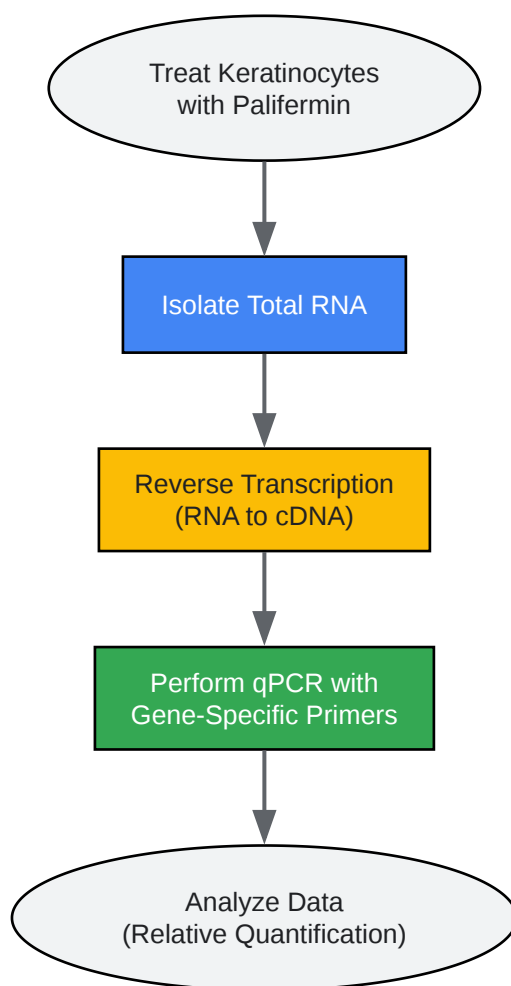 Treat Keratinocytes
with Palifermin
Isolate Total RNA
Reverse Transcription
(RNA to cDNA)
Perform qPCR with
Gene-Specific Primers
Analyze Data
(Relative Quantification)